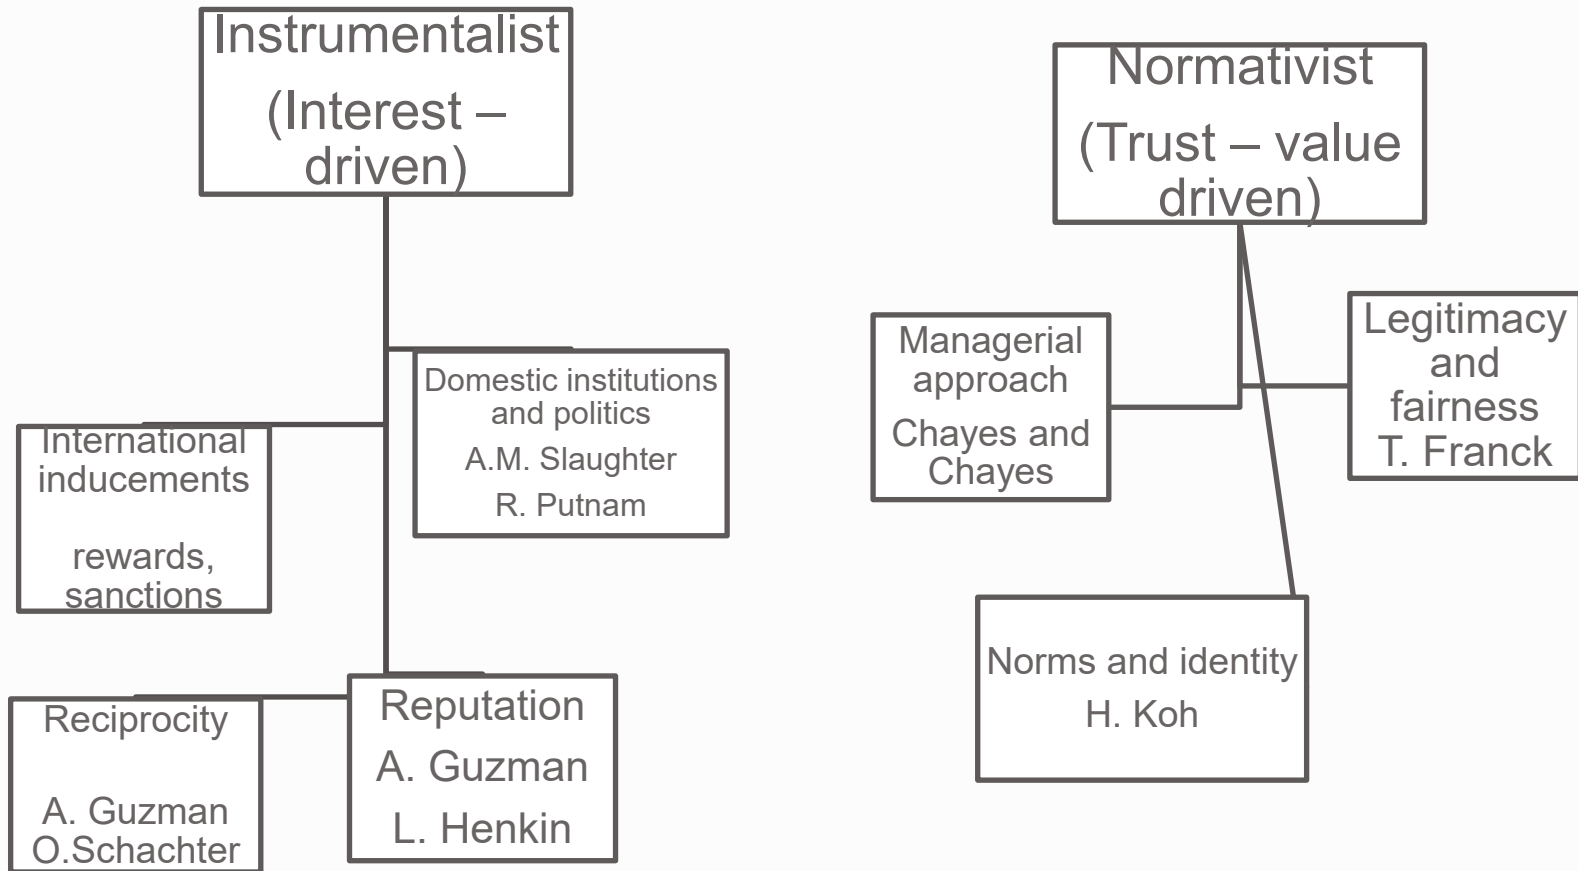 Instrumentalist
(Interest –
driven)
Domestic institutions
and politics
A.M. Slaughter
R. Putnam
International
inducements
rewards,
sanctions
Reciprocity
A. Guzman
O.Schachter
Reputation
A. Guzman
L. Henkin
Normativist
(Trust – value
driven)
Managerial
approach
Chayes and
Chayes
Legitimacy
and
fairness
T. Franck
Norms and identity
H. Koh